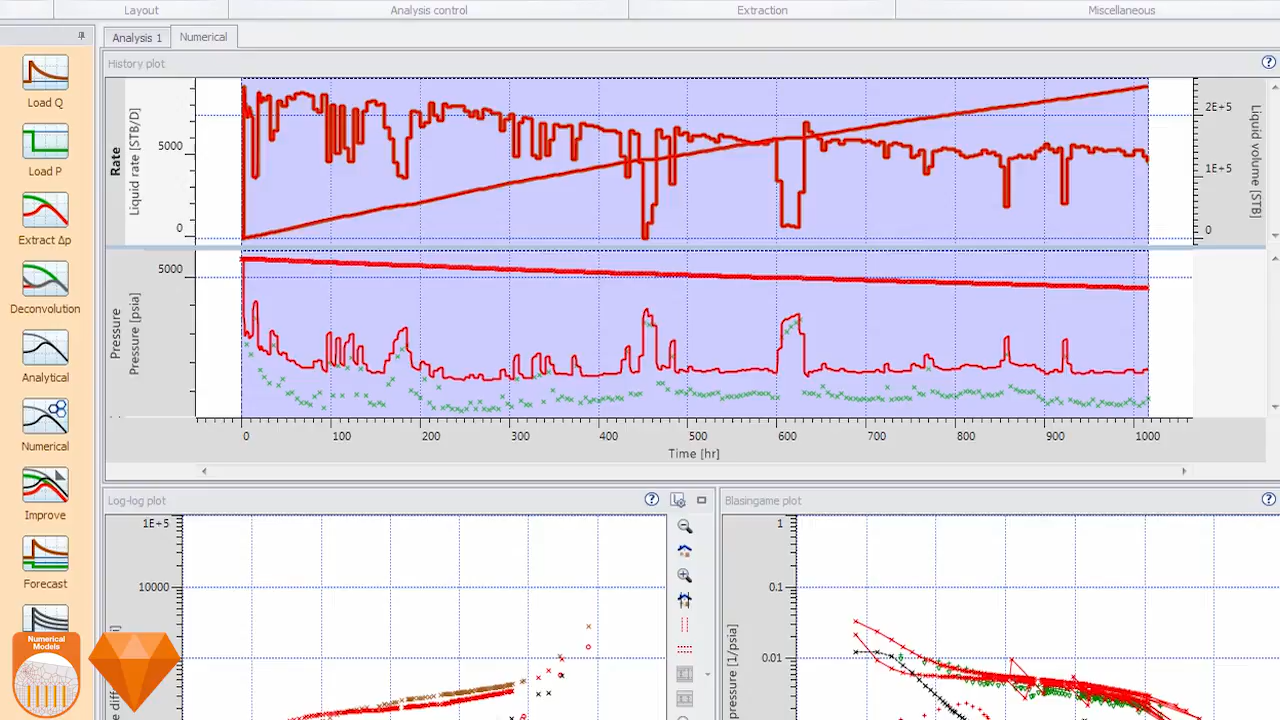 Layout
Analysis control
Extraction
Miscellaneous
Analysis 1
Numerical
History plot
Load Q
Load P
Extract Δp
Deconvolution
Analytical
Numerical
Improve
Forecast
Numerical
Models
Rate
Liquid rate [STB/D]
5000
0
2E+5
1E+5
0
Liquid volume [STB]
Pressure
Pressure [psia]
5000
0
100
200
300
400
500
600
700
800
900
1000
Time [hr]
Log-log plot
1E+5
10000
Blasingame plot
1
0.1
0.01
pressure [1/psia]